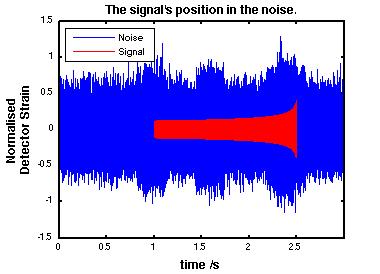 The signal's position in the noise.
Noise
Signal
Normalised
Detector Strain
1.5
1
0.5
0
-0.5
-1
-1.5
0 0.5 1 1.5 2 2.5
time /s